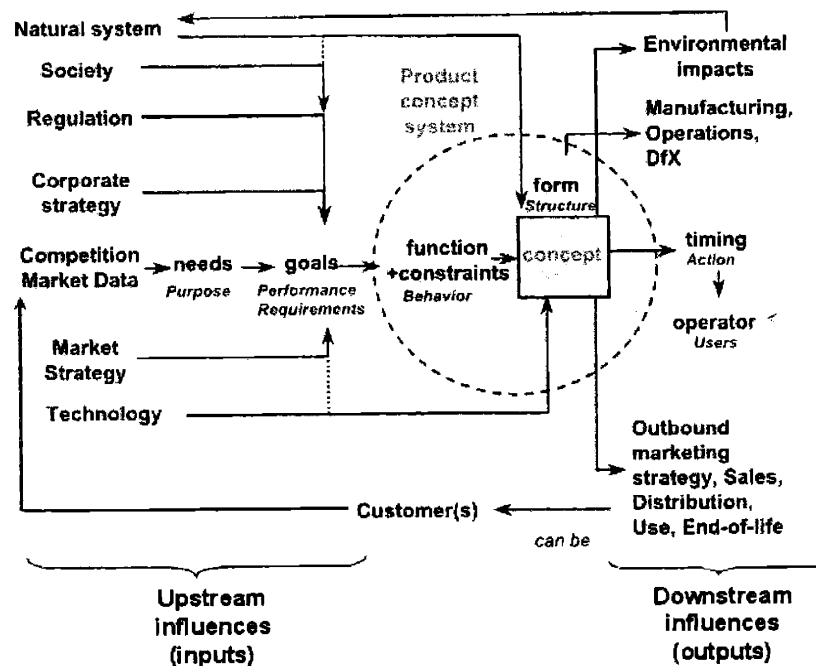 Natural system
Society
Regulation
Corporate
strategy
Competition
Market Data
needs
Purpose
goals
Performance
Requirements
Market
Strategy
Technology
Customer(s)
can be
Product
concept
system
function
+constraints
Behavior
form
Structure
concept
Environmental
impacts
Manufacturing,
Operations,
DfX
timing
Action
operator
Users
Outbound
marketing
strategy, Sales,
Distribution,
Use, End-of-life
Upstream
influences
(inputs)
Downstream
influences
(outputs)